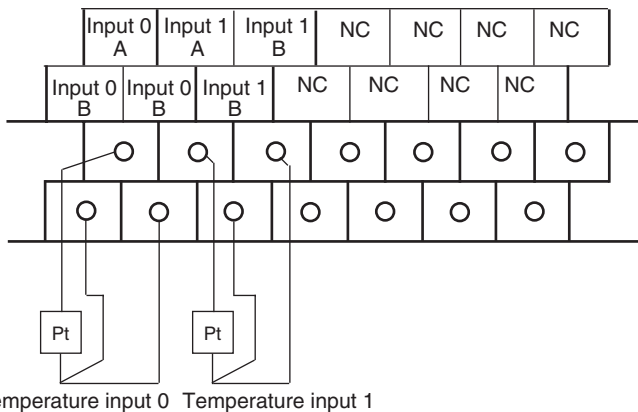 Input 0 Input 1 Input 1 NC NC NC NC
A A B
Input 0 Input 0 Input 1 NC NC NC NC
B B B
Pt Pt
emperature input 0 Temperature input 1